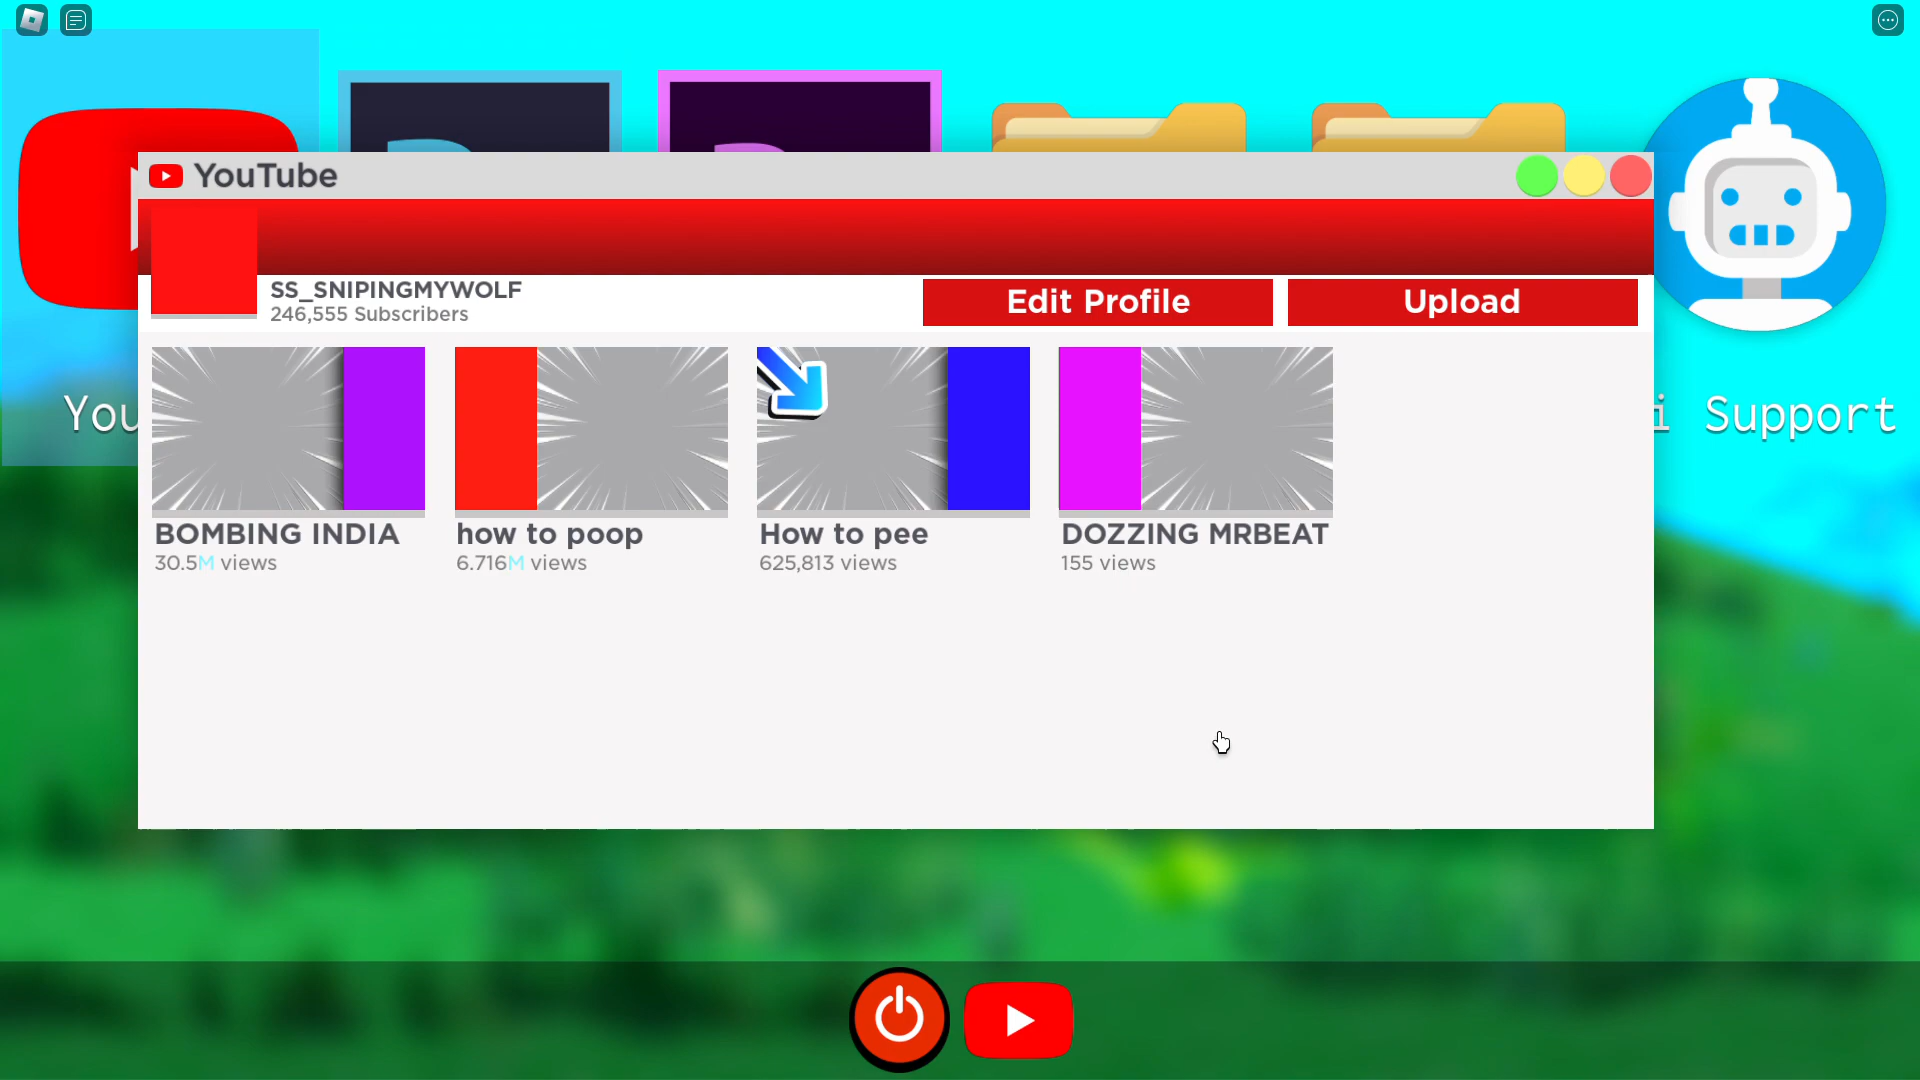 YouTube
SS_SNIPINGMYWOLF
246,555 Subscribers
Edit Profile
Upload
You
i Support
BOMBING INDIA
30.5M views
how to poop
6.716M views
How to pee
625,813 views
DOZZING MRBEAT
155 views